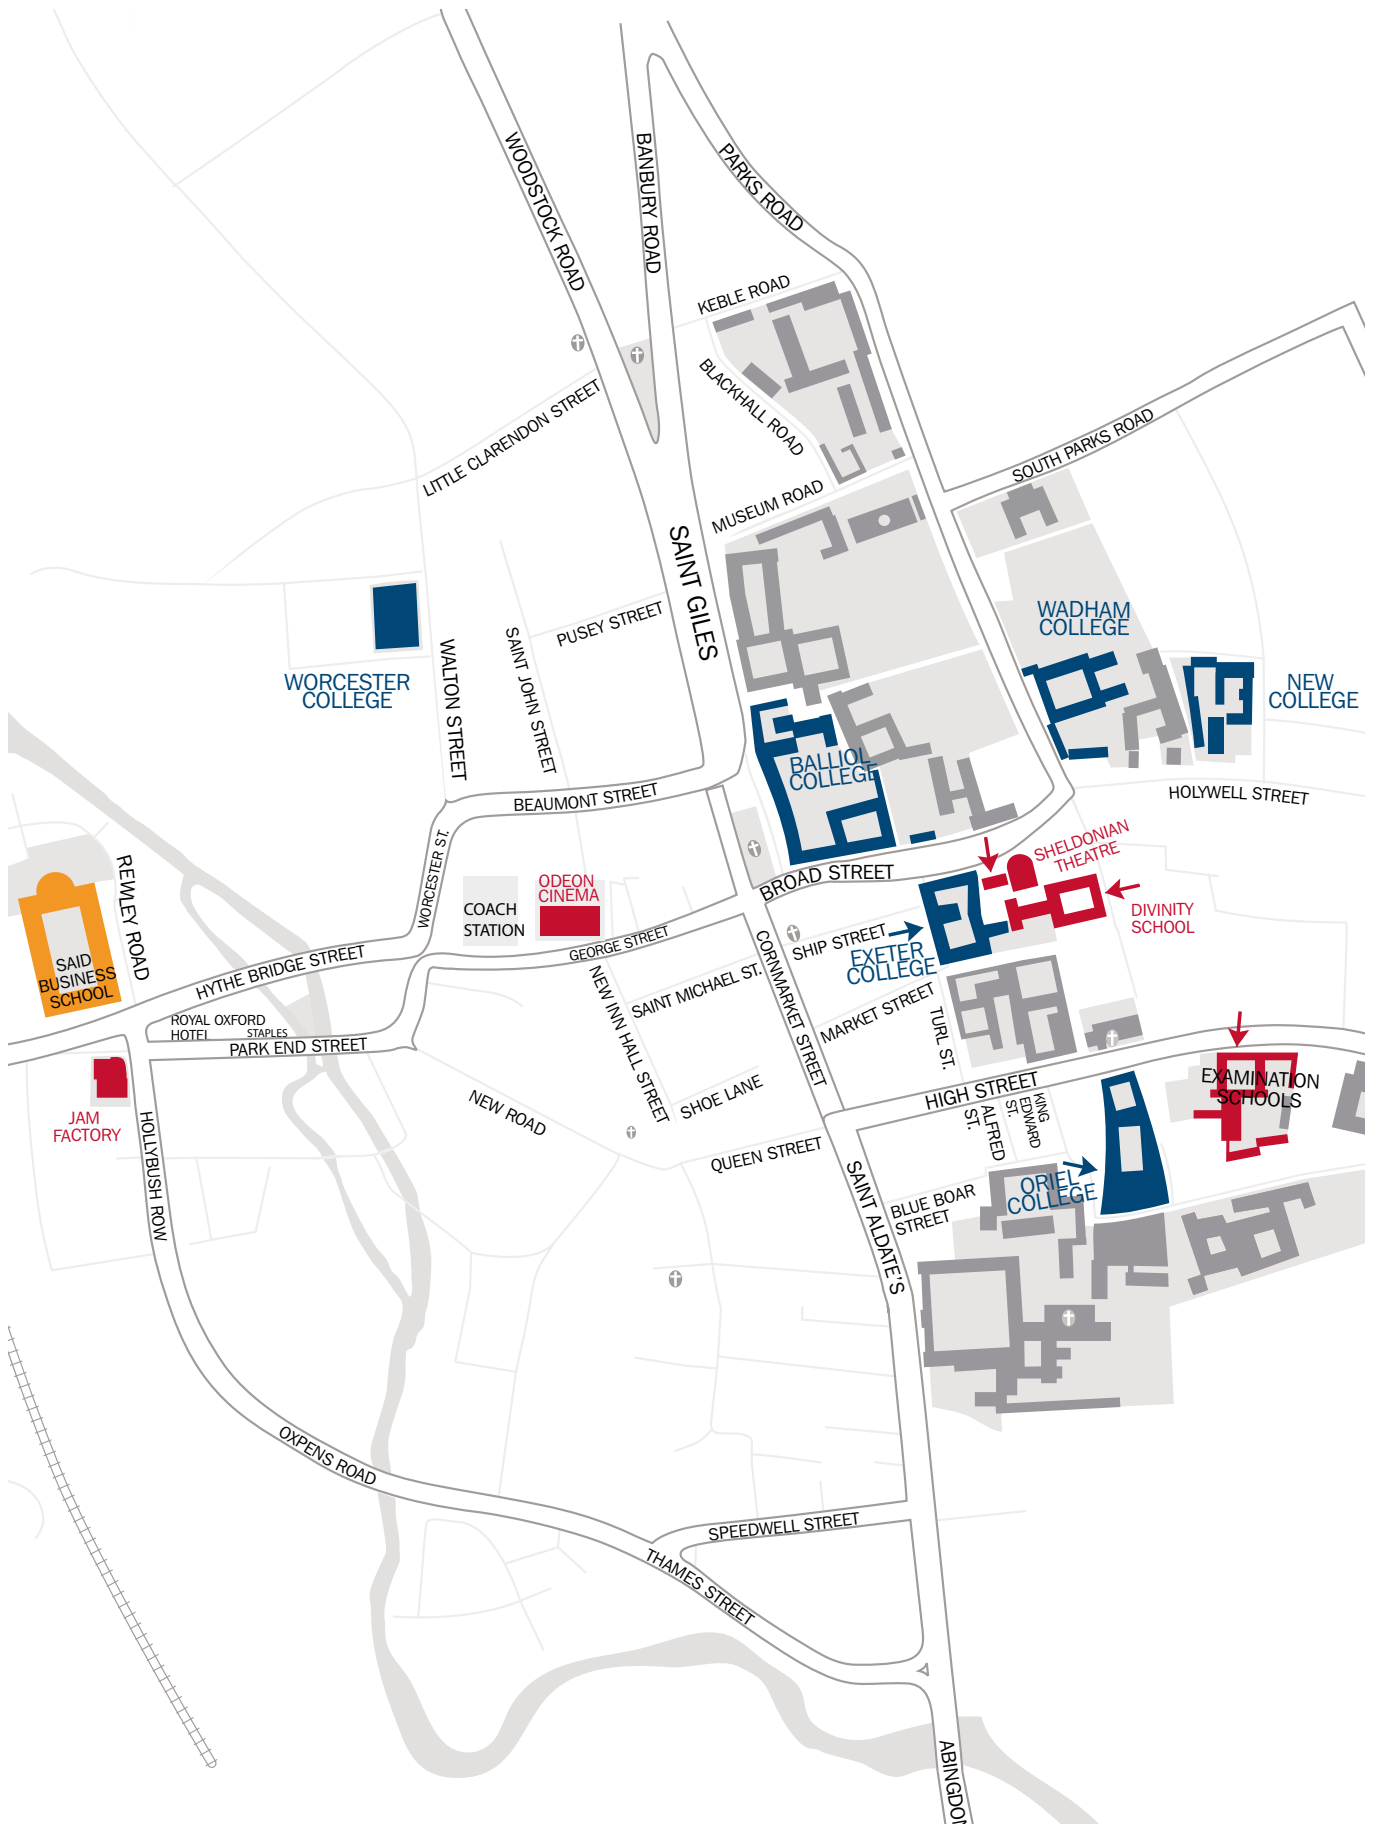 WOODSTOCK ROAD
BANBURY ROAD
PARKS ROAD
KEBLE ROAD
BLACKHALL ROAD
LITTLE CLARENDON STREET
SOUTH PARKS ROAD
MUSEUM ROAD
SAINT GILES
PUSEY STREET
WADHAM
COLLEGE
WORCESTER
COLLEGE
WALTON STREET
SAINT JOHN STREET
NEW
COLLEGE
BALLIOL
COLLEGE
BEAUMONT STREET
HOLYWELL STREET
WORCESTER ST.
SHELDONIAN
THEATRE
REWLEY ROAD
ODEON
CINEMA
COACH
STATION
BROAD STREET
DIVINITY
SCHOOL
SAID
BUSINESS
SCHOOL
HYTHE BRIDGE STREET
GEORGE STREET
CORNMARKET STREET
SHIP STREET
EXETER
COLLEGE
NEW INN HALL STREET
SAINT MICHAEL ST.
MARKET STREET
TURL ST.
ROYAL OXFORD
HOTEL
STAPLES
PARK END STREET
JAM
FACTORY
HOLLYBUSH ROW
NEW ROAD
SHOE LANE
QUEEN STREET
HIGH STREET
ALFRED
ST.
KING
EDWARD
ST.
EXAMINATION
SCHOOLS
ORIEL
COLLEGE
BLUE BOAR
STREET
SAINT ALDATE'S
OXPENS ROAD
SPEEDWELL STREET
THAMES STREET
ABINGDON